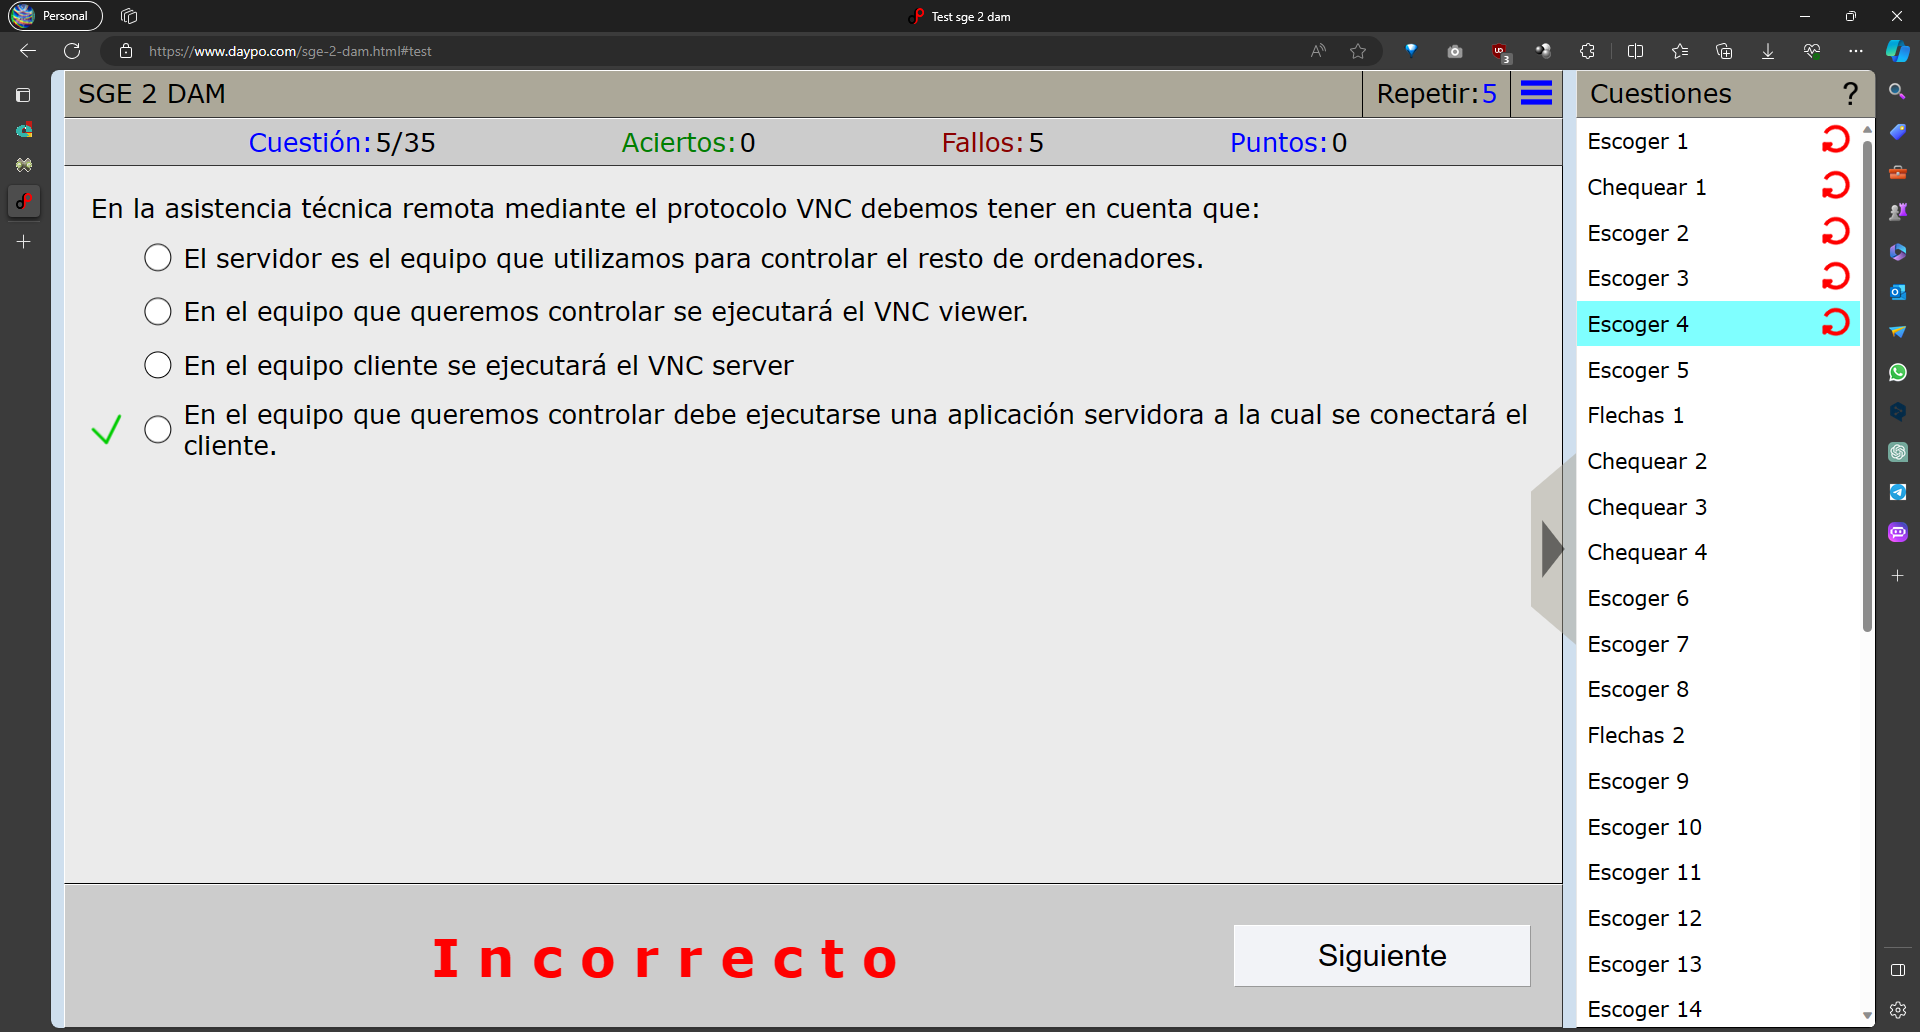 Personal
Test sge 2 dam
https://www.daypo.com/sge-2-dam.html#test
3
SGE 2 DAM
Repetir:5
Cuestión:5/35
Aciertos:0
Fallos:5
Puntos:0
En la asistencia técnica remota mediante el protocolo VNC debemos tener en cuenta que:
El servidor es el equipo que utilizamos para controlar el resto de ordenadores.
En el equipo que queremos controlar se ejecutará el VNC viewer.
En el equipo cliente se ejecutará el VNC server
En el equipo que queremos controlar debe ejecutarse una aplicación servidora a la cual se conectará el
cliente.
Incorrecto
Siguiente
Cuestiones
?
Escoger 1
Chequear 1
Escoger 2
Escoger 3
Escoger 4
Escoger 5
Flechas 1
Chequear 2
Chequear 3
Chequear 4
Escoger 6
Escoger 7
Escoger 8
Flechas 2
Escoger 9
Escoger 10
Escoger 11
Escoger 12
Escoger 13
Escoger 14